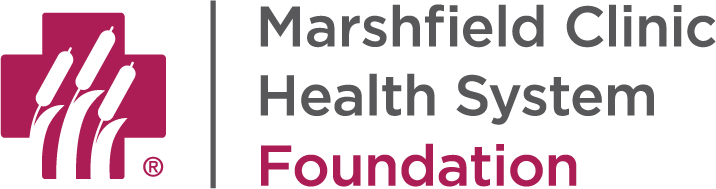 Marshfield Clinic
Health System
Foundation
®